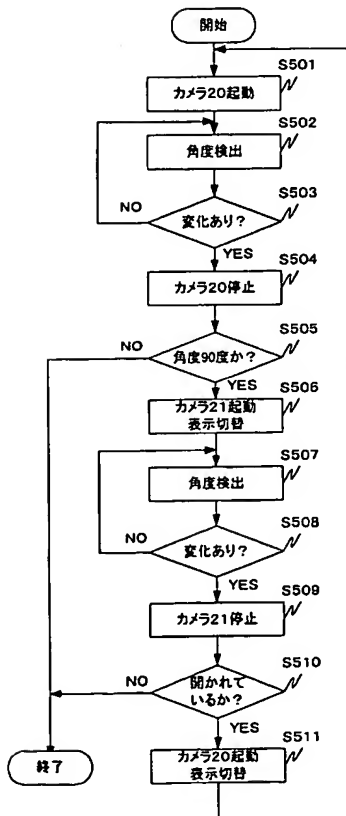 開始
S501
カメラ20起動
S502
角度検出
S503
変化あり?
NO
YES
S504
カメラ20停止
S505
角度90度か?
NO
YES
S506
カメラ21起動
表示切替
S507
角度検出
S508
変化あり?
NO
YES
S509
カメラ21停止
S510
開かれて
いるか?
NO
YES
S511
カメラ20起動
表示切替
終了